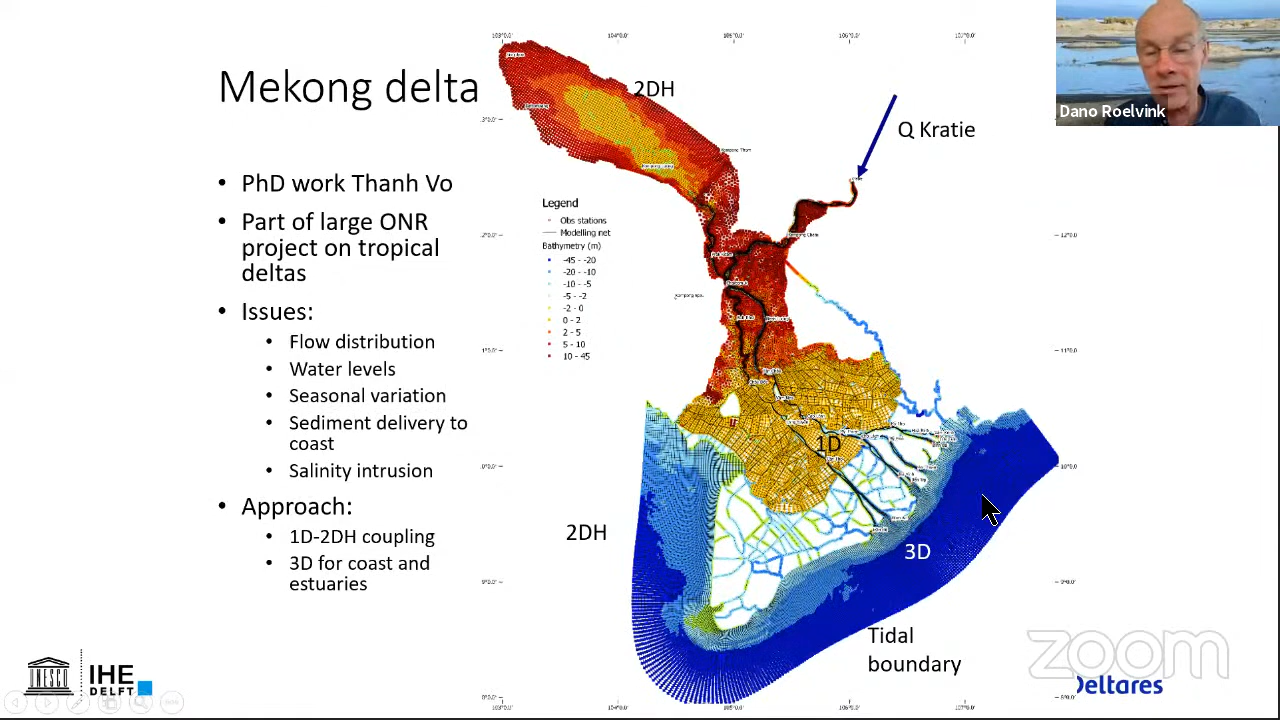 Mekong delta
• PhD work Thanh Vo
• Part of large ONR
project on tropical
deltas
• Issues:
• Flow distribution
• Water levels
• Seasonal variation
• Sediment delivery to
coast
• Salinity intrusion
• Approach:
• 1D-2DH coupling
• 3D for coast and
estuaries
2DH
Q Kratie
Legend
Obs stations
Modelling net
Bathymetry (m)
-45 - -20
-20 - -10
-10 - -5
-5 - -2
-2 - 0
0 - 2
2 - 5
5 - 10
10 - 45
1D
2DH
3D
Tidal
boundary
Dano Roelvink
UNESCO
IHE
DELFT
zoom
Deltares